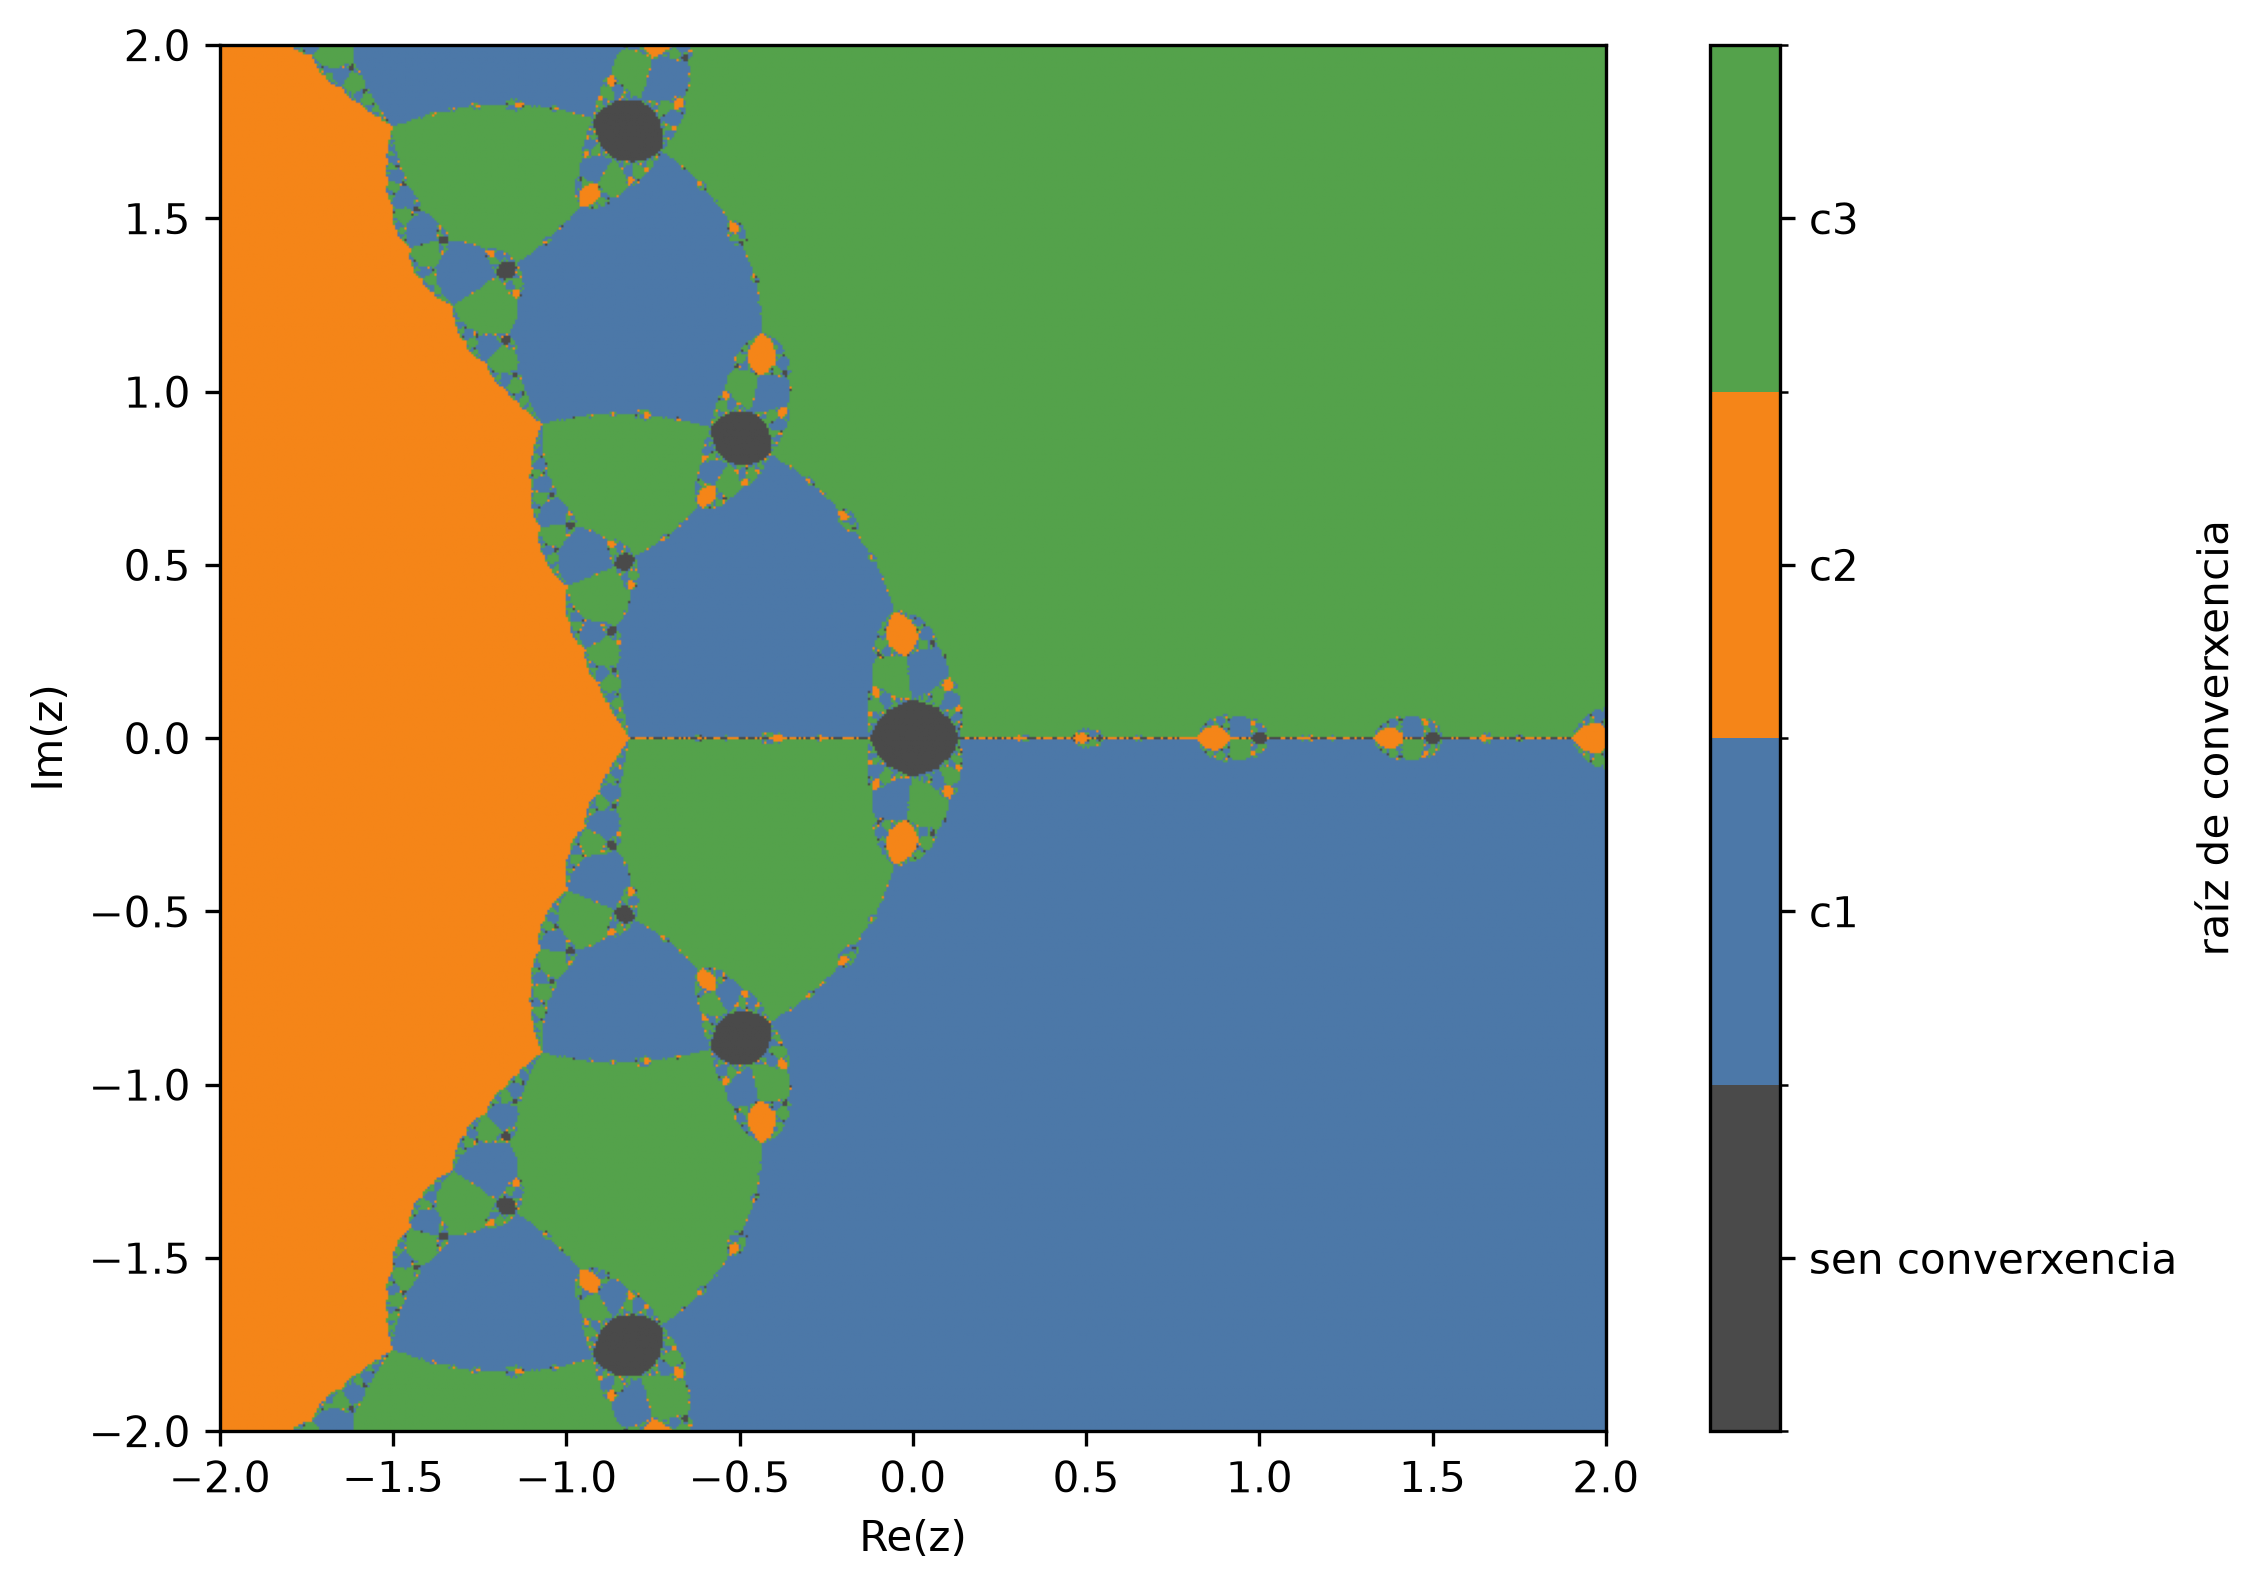 2.0
1.5
1.0
0.5
0.0
−0.5
−1.0
−1.5
−2.0
Im(z)
−2.0 −1.5 −1.0 −0.5 0.0 0.5 1.0 1.5 2.0
Re(z)
c3
c2
c1
sen converxencia
raíz de converxencia